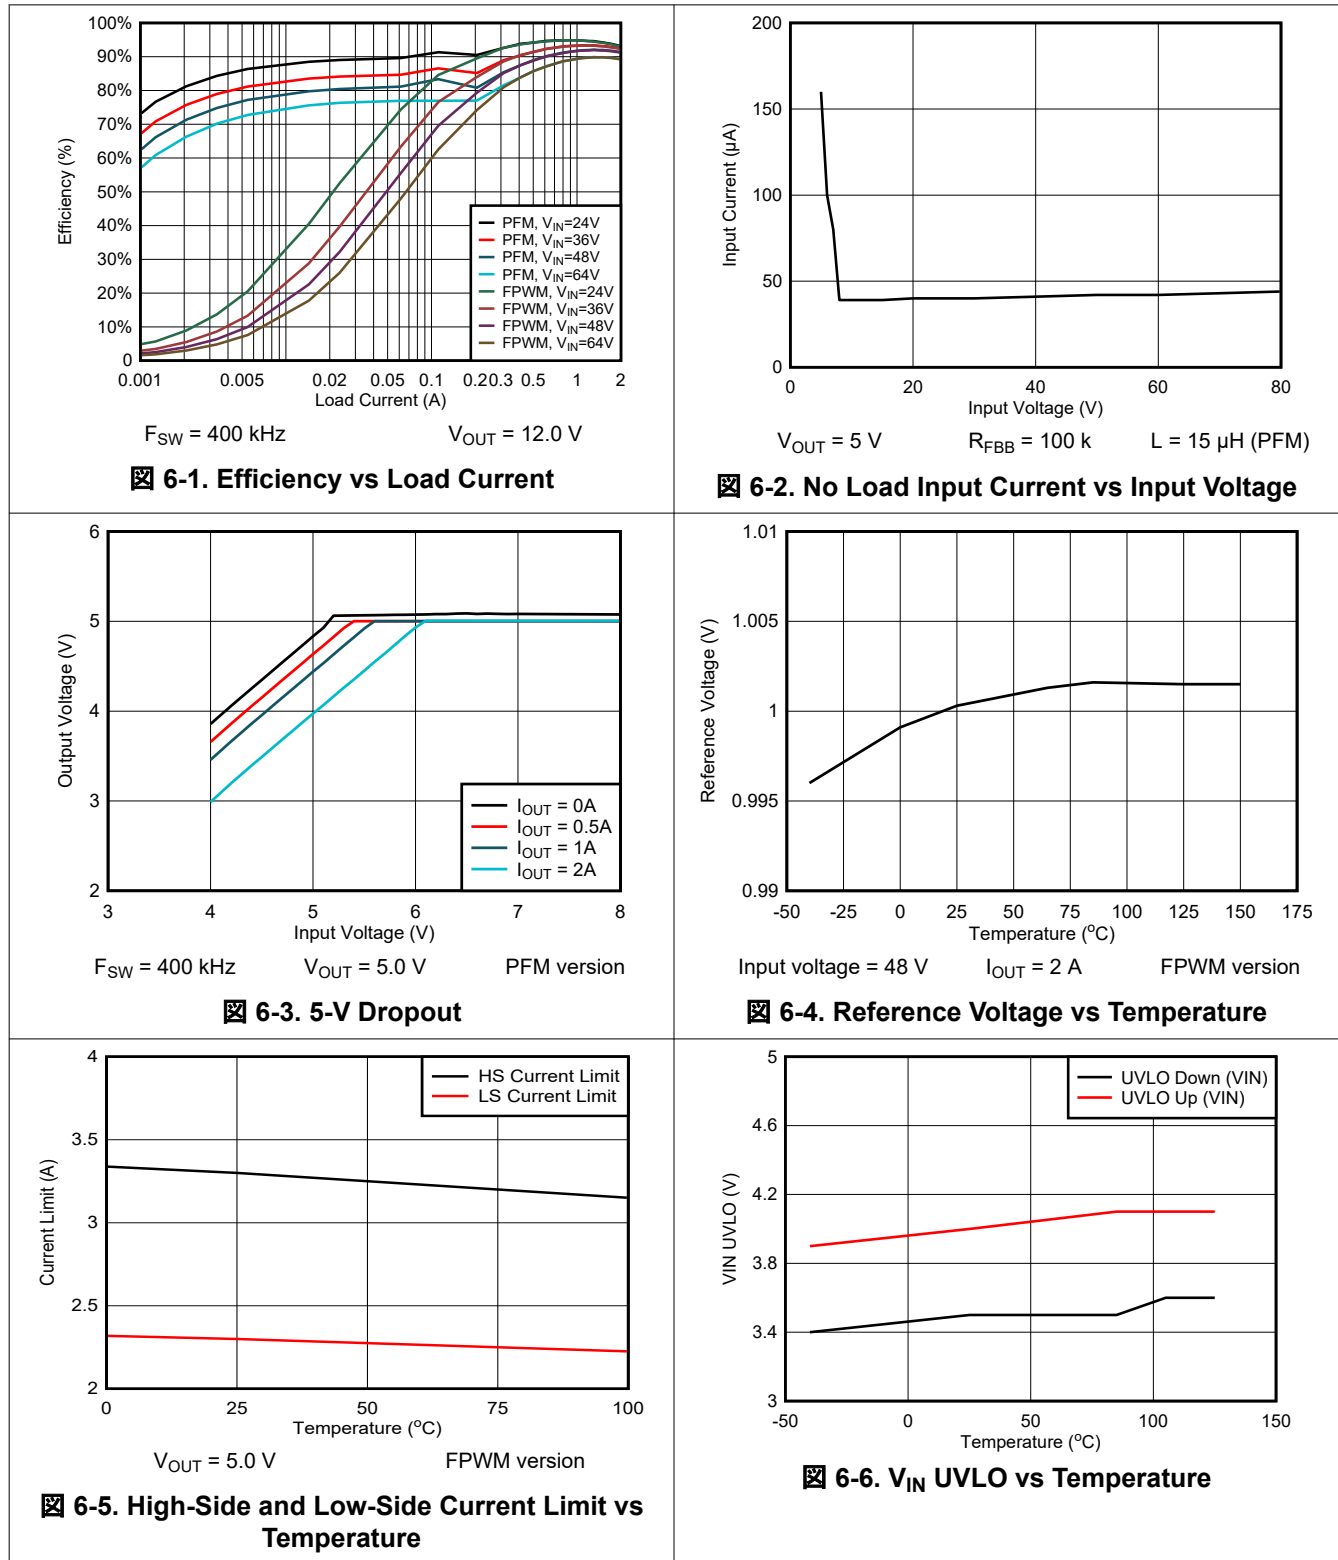 100%
90%
80%
70%
60%
50%
40%
30%
20%
10%
0
Efficiency (%)
PFM, VIN=24V
PFM, VIN=36V
PFM, VIN=48V
PFM, VIN=64V
FPWM, VIN=24V
FPWM, VIN=36V
FPWM, VIN=48V
FPWM, VIN=64V
0.001 0.005 0.02 0.05 0.1 0.20.3 0.5 1 2
Load Current (A)
FSW = 400 kHz VOUT = 12.0 V
図 6-1. Efficiency vs Load Current
200
150
100
50
0
Input Current (µA)
0 20 40 60 80
Input Voltage (V)
VOUT = 5 V RFBB = 100 k L = 15 µH (PFM)
図 6-2. No Load Input Current vs Input Voltage
6
5
4
3
2
Output Voltage (V)
IOUT = 0A
IOUT = 0.5A
IOUT = 1A
IOUT = 2A
3 4 5 6 7 8
Input Voltage (V)
FSW = 400 kHz VOUT = 5.0 V PFM version
図 6-3. 5-V Dropout
1.01
1.005
1
0.995
0.99
Reference Voltage (V)
-50 -25 0 25 50 75 100 125 150 175
Temperature (°C)
Input voltage = 48 V IOUT = 2 A FPWM version
図 6-4. Reference Voltage vs Temperature
4
3.5
3
2.5
2
Current Limit (A)
HS Current Limit
LS Current Limit
0 25 50 75 100
Temperature (°C)
VOUT = 5.0 V FPWM version
図 6-5. High-Side and Low-Side Current Limit vs
Temperature
5
4.6
4.2
3.8
3.4
3
VIN UVLO (V)
UVLO Down (VIN)
UVLO Up (VIN)
-50 0 50 100 150
Temperature (°C)
図 6-6. VIN UVLO vs Temperature